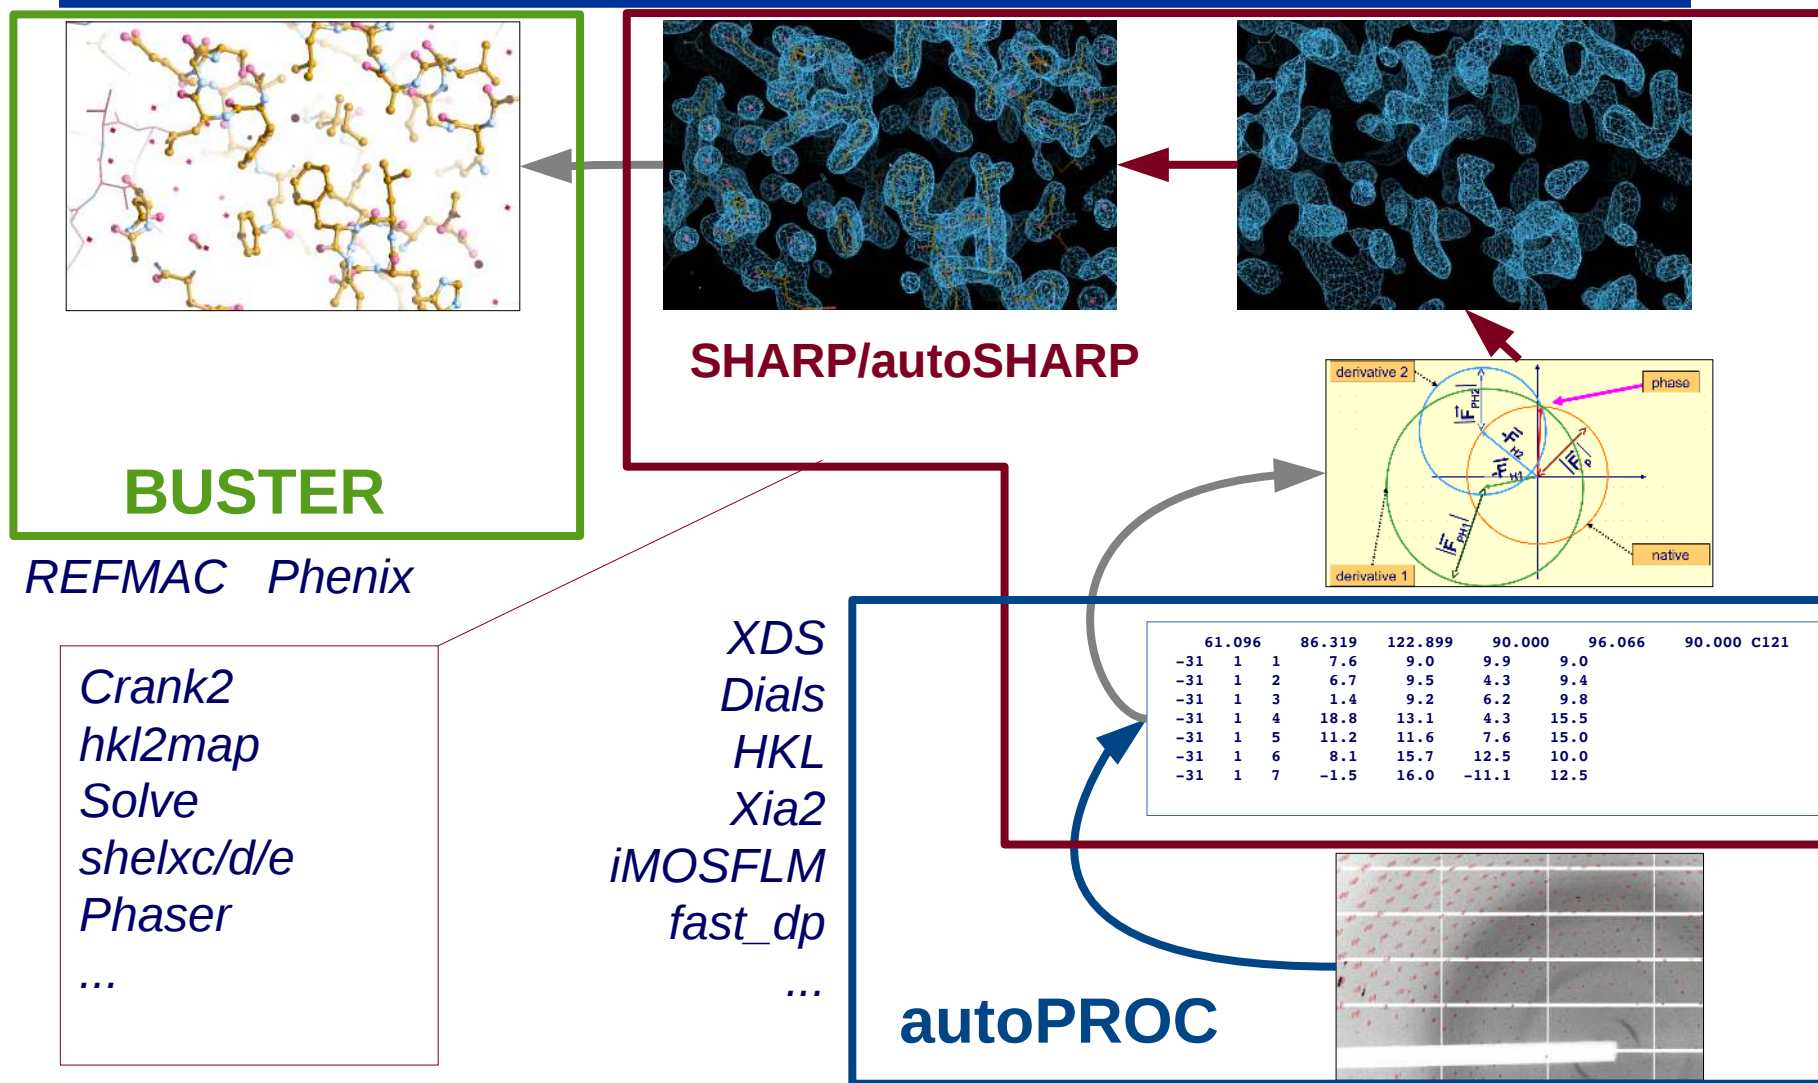 SHARP/autoSHARP
BUSTER
REFMAC Phenix
derivative 2
phase
|F PH2|
F H2
F H1
|F P|
|F PH1|
native
derivative 1
Crank2
hkl2map
Solve
shelxc/d/e
Phaser
...
XDS
Dials
HKL
Xia2
iMOSFLM
fast_dp
...
61.096 86.319 122.899 90.000 96.066 90.000 C121
-31 1 1 7.6 9.0 9.9 9.0
-31 1 2 6.7 9.5 4.3 9.4
-31 1 3 1.4 9.2 6.2 9.8
-31 1 4 18.8 13.1 4.3 15.5
-31 1 5 11.2 11.6 7.6 15.0
-31 1 6 8.1 15.7 12.5 10.0
-31 1 7 -1.5 16.0 -11.1 12.5
autoPROC